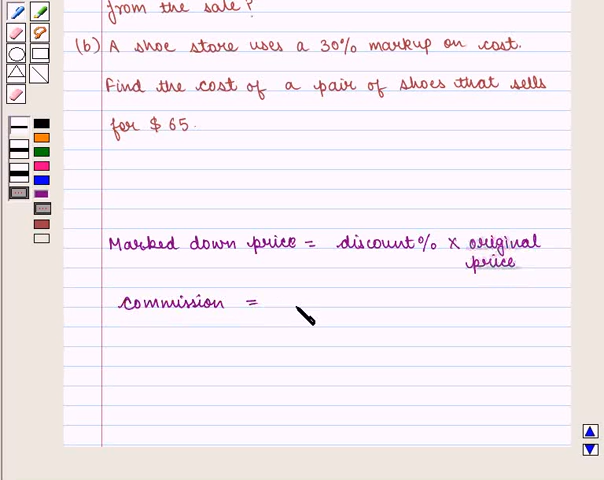 from the sale?
(b) A shoe store uses a 30% markup on cost.
Find the cost of a pair of shoes that sells
for $ 65.
Marked down price = discount% × original
price
commission =